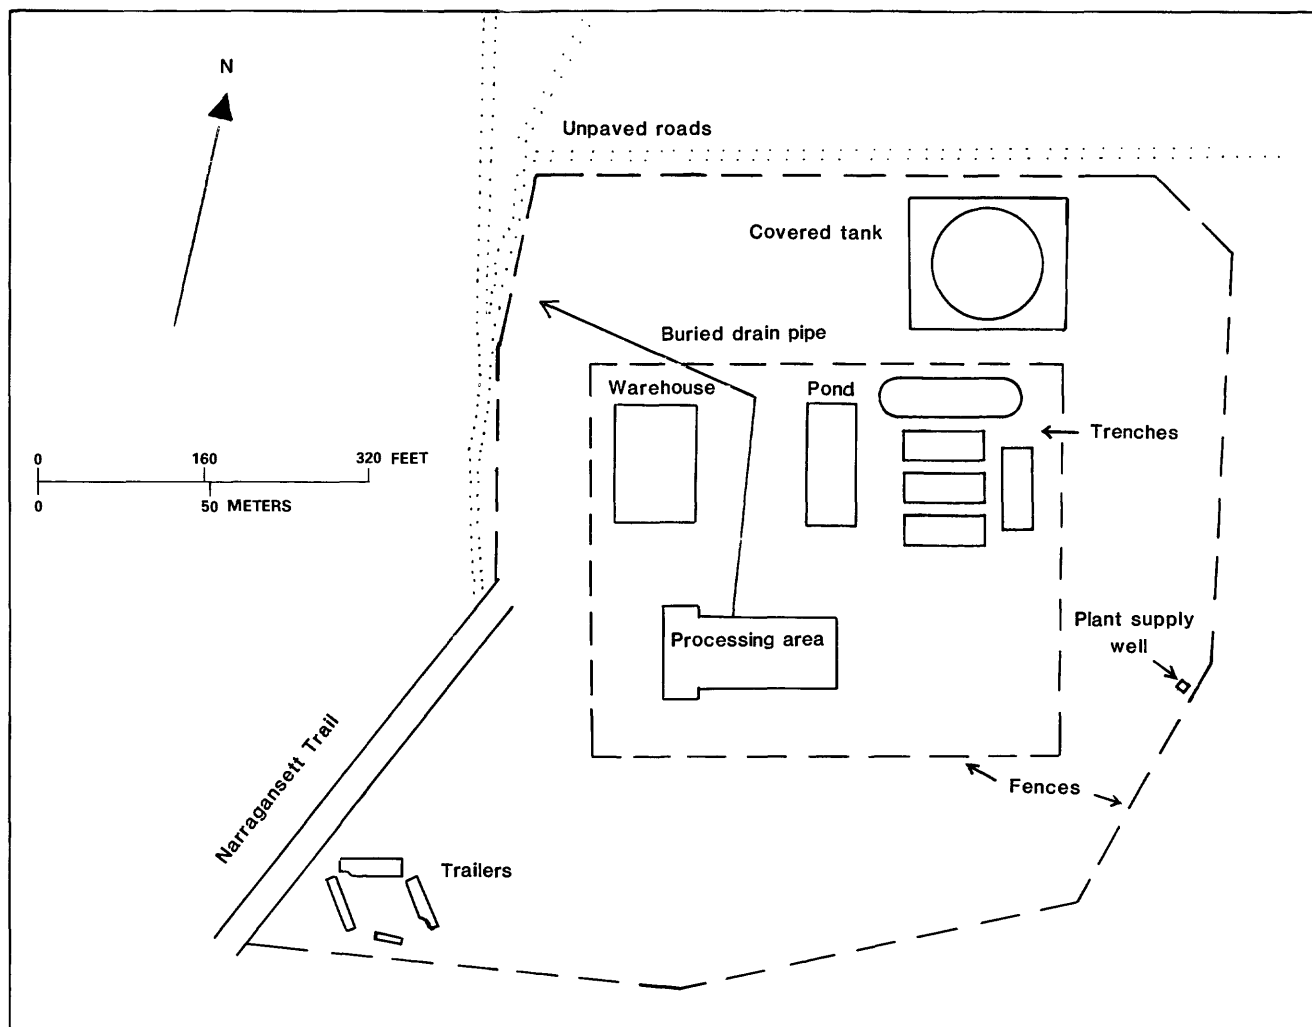 N
Unpaved roads
Covered tank
Buried drain pipe
Warehouse
Pond
Trenches
0 160 320 FEET
0 50 METERS
Plant supply
well
Processing area
Narragansett Trail
Fences
Trailers